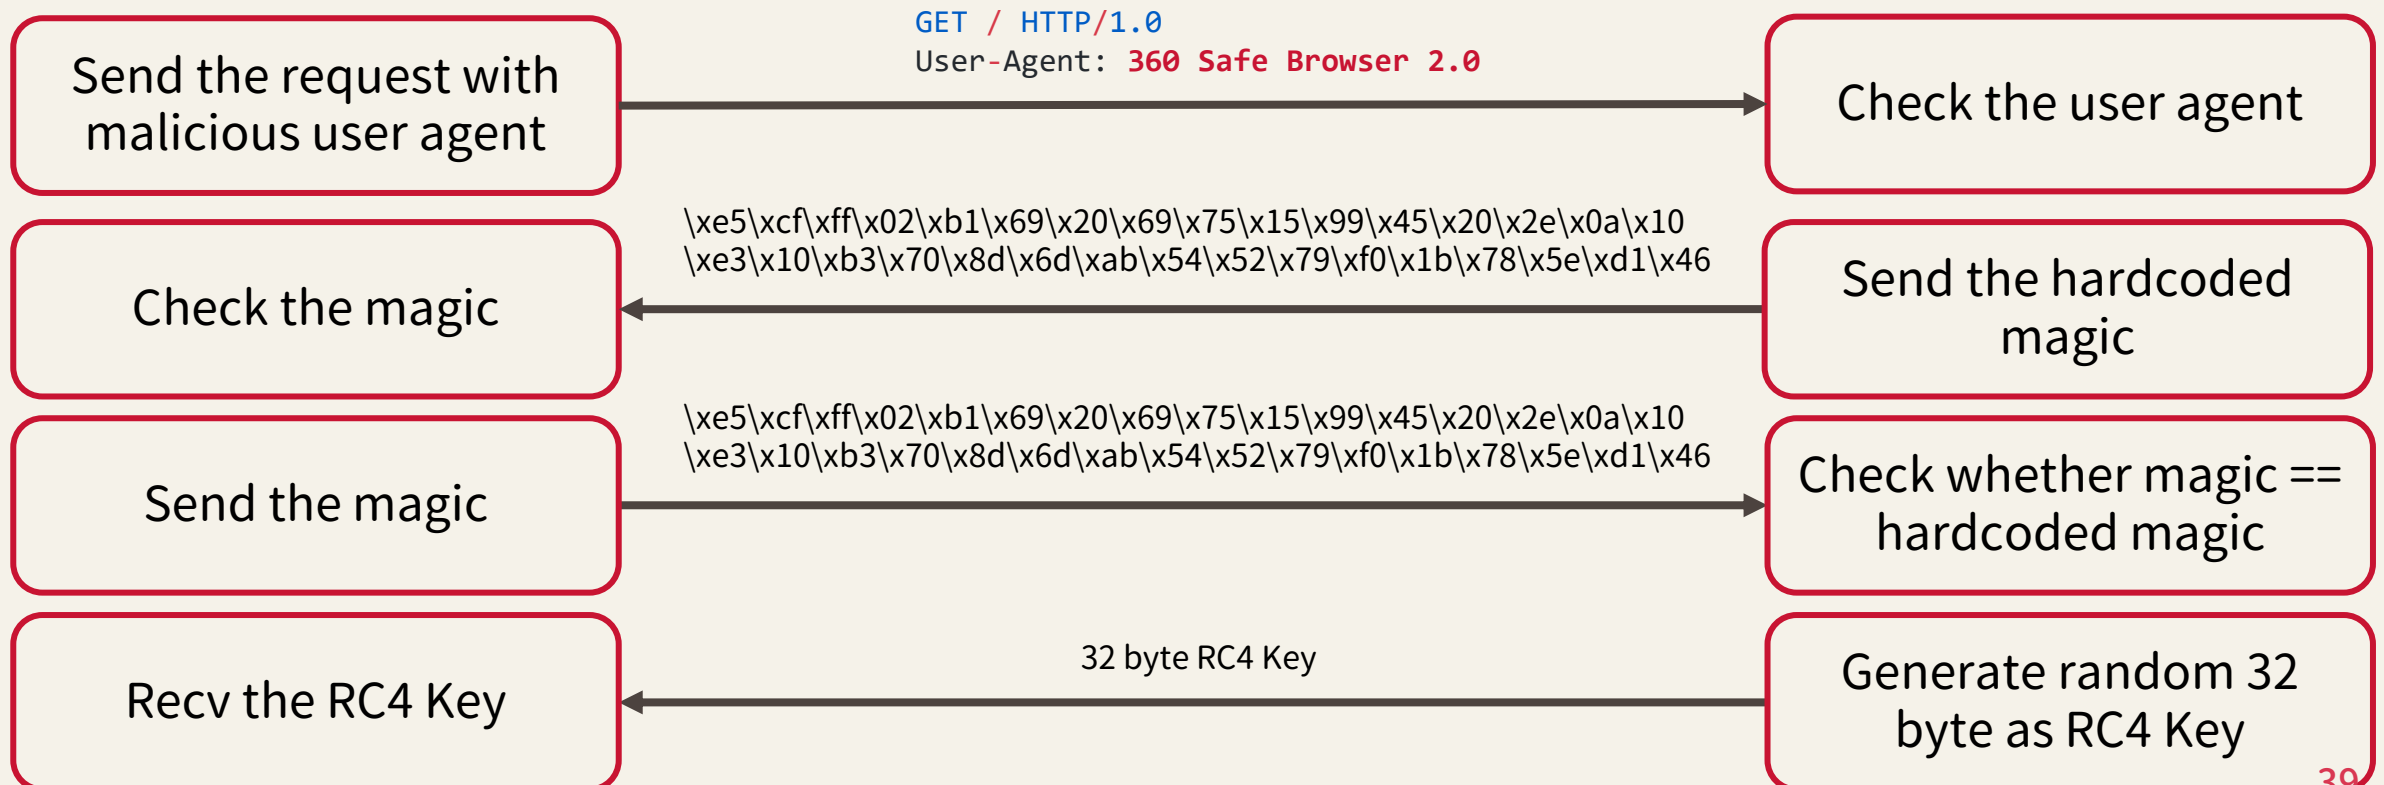 GET / HTTP/1.0
User-Agent: 360 Safe Browser 2.0
Send the request with
malicious user agent
Check the user agent
\xe5\xcf\xff\x02\xb1\x69\x20\x69\x75\x15\x99\x45\x20\x2e\x0a\x10
\xe3\x10\xb3\x70\x8d\x6d\xab\x54\x52\x79\xf0\x1b\x78\x5e\xd1\x46
Check the magic
Send the hardcoded
magic
\xe5\xcf\xff\x02\xb1\x69\x20\x69\x75\x15\x99\x45\x20\x2e\x0a\x10
\xe3\x10\xb3\x70\x8d\x6d\xab\x54\x52\x79\xf0\x1b\x78\x5e\xd1\x46
Send the magic
Check whether magic ==
hardcoded magic
32 byte RC4 Key
Recv the RC4 Key
Generate random 32
byte as RC4 Key
39